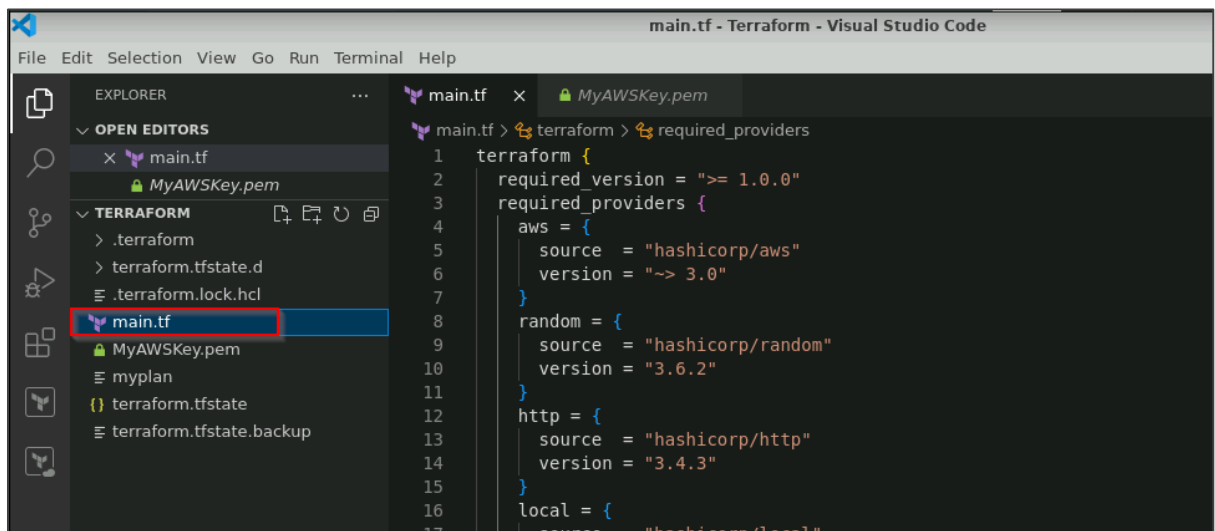 main.tf - Terraform - Visual Studio Code
File Edit Selection View Go Run Terminal Help
EXPLORER
OPEN EDITORS
main.tf
MyAWSKey.pem
TERRAFORM
.terraform
terraform.tfstate.d
.terraform.lock.hcl
main.tf
MyAWSKey.pem
myplan
{} terraform.tfstate
terraform.tfstate.backup
main.tf MyAWSKey.pem
main.tf > terraform > required_providers
1 terraform {
2 required_version = ">= 1.0.0"
3 required_providers {
4 aws = {
5 source = "hashicorp/aws"
6 version = "~> 3.0"
7 }
8 random = {
9 source = "hashicorp/random"
10 version = "3.6.2"
11 }
12 http = {
13 source = "hashicorp/http"
14 version = "3.4.3"
15 }
16 local = {
17 source = "hashicorp/local"